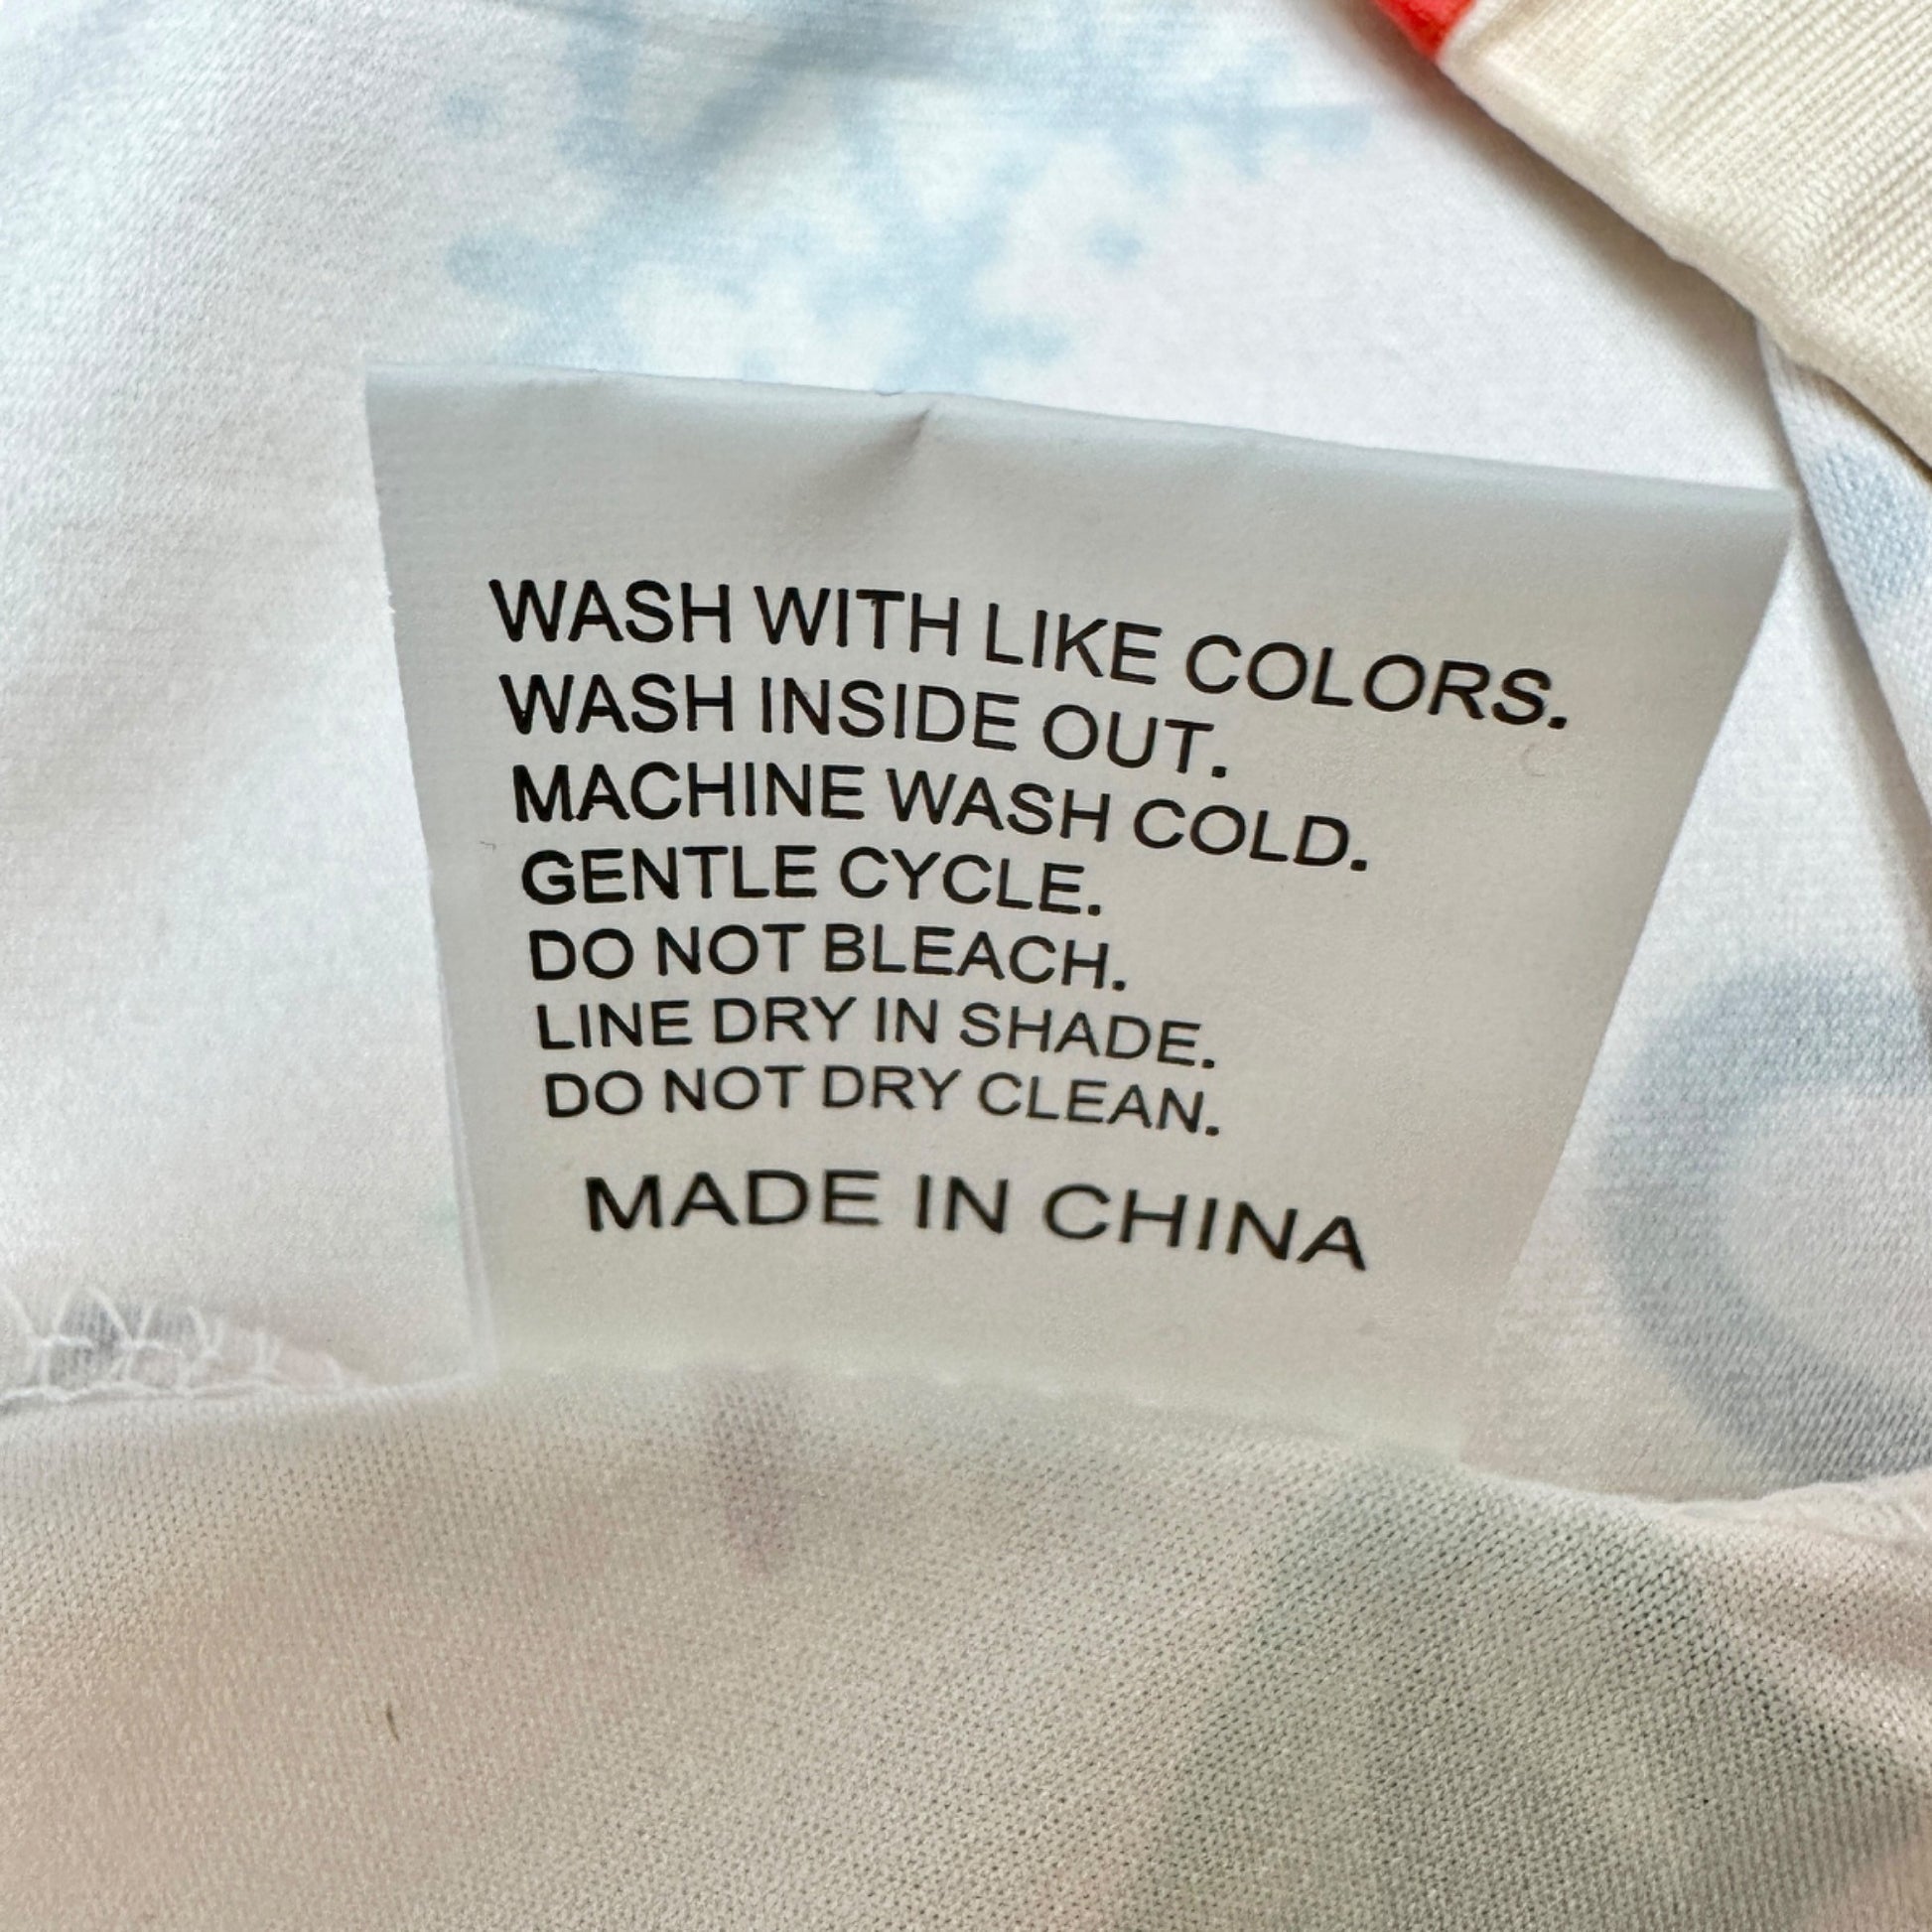 WASH WITH LIKE COLORS.
WASH INSIDE OUT.
MACHINE WASH COLD.
GENTLE CYCLE.
DO NOT BLEACH.
LINE DRY IN SHADE.
DO NOT DRY CLEAN.
MADE IN CHINA